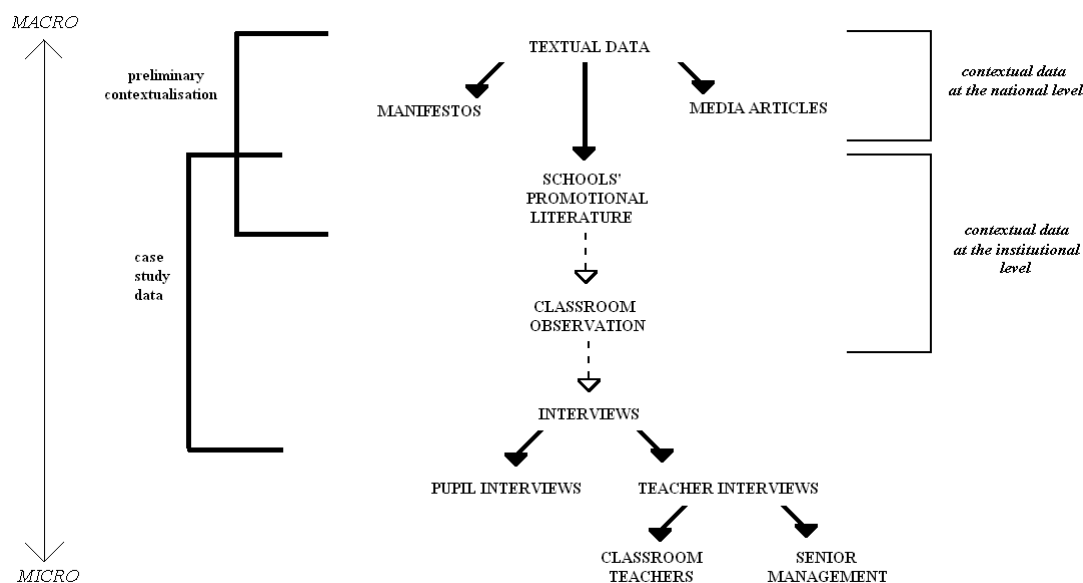 MACRO
TEXTUAL DATA
preliminary
contextualisation
contextual data
at the national level
MANIFESTOS
MEDIA ARTICLES
SCHOOLS'
PROMOTIONAL
LITERATURE
contextual data
at the institutional
level
case
study
data
CLASSROOM
OBSERVATION
INTERVIEWS
PUPIL INTERVIEWS
TEACHER INTERVIEWS
CLASSROOM
TEACHERS
SENIOR
MANAGEMENT
MICRO